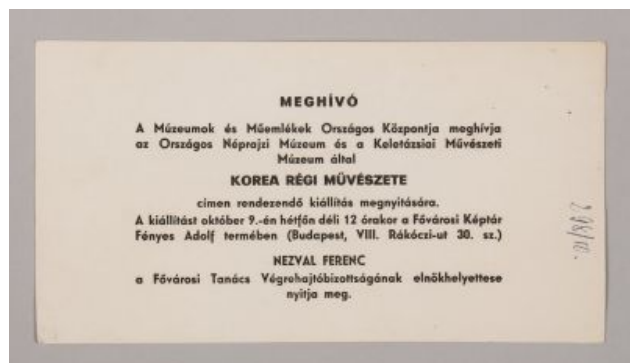 MEGHÍVÓ
A Múzeumok és Műemlékek Országos Központja meghívja
az Országos Néprajzi Múzeum és a Keletázsiai Művészeti
Múzeum által
KOREA RÉGI MŰVÉSZETE
címen rendezendő kiállítás megnyitására.
A kiállítást október 9.-én hétfőn déli 12 órakor a Fővárosi Képtár
Fényes Adolf termében (Budapest, VIII. Rákóczi-ut 30. sz.)
NEZVAL FERENC
a Fővárosi Tanács Végrehajtóbizottságának elnökhelyettese
nyitja meg.